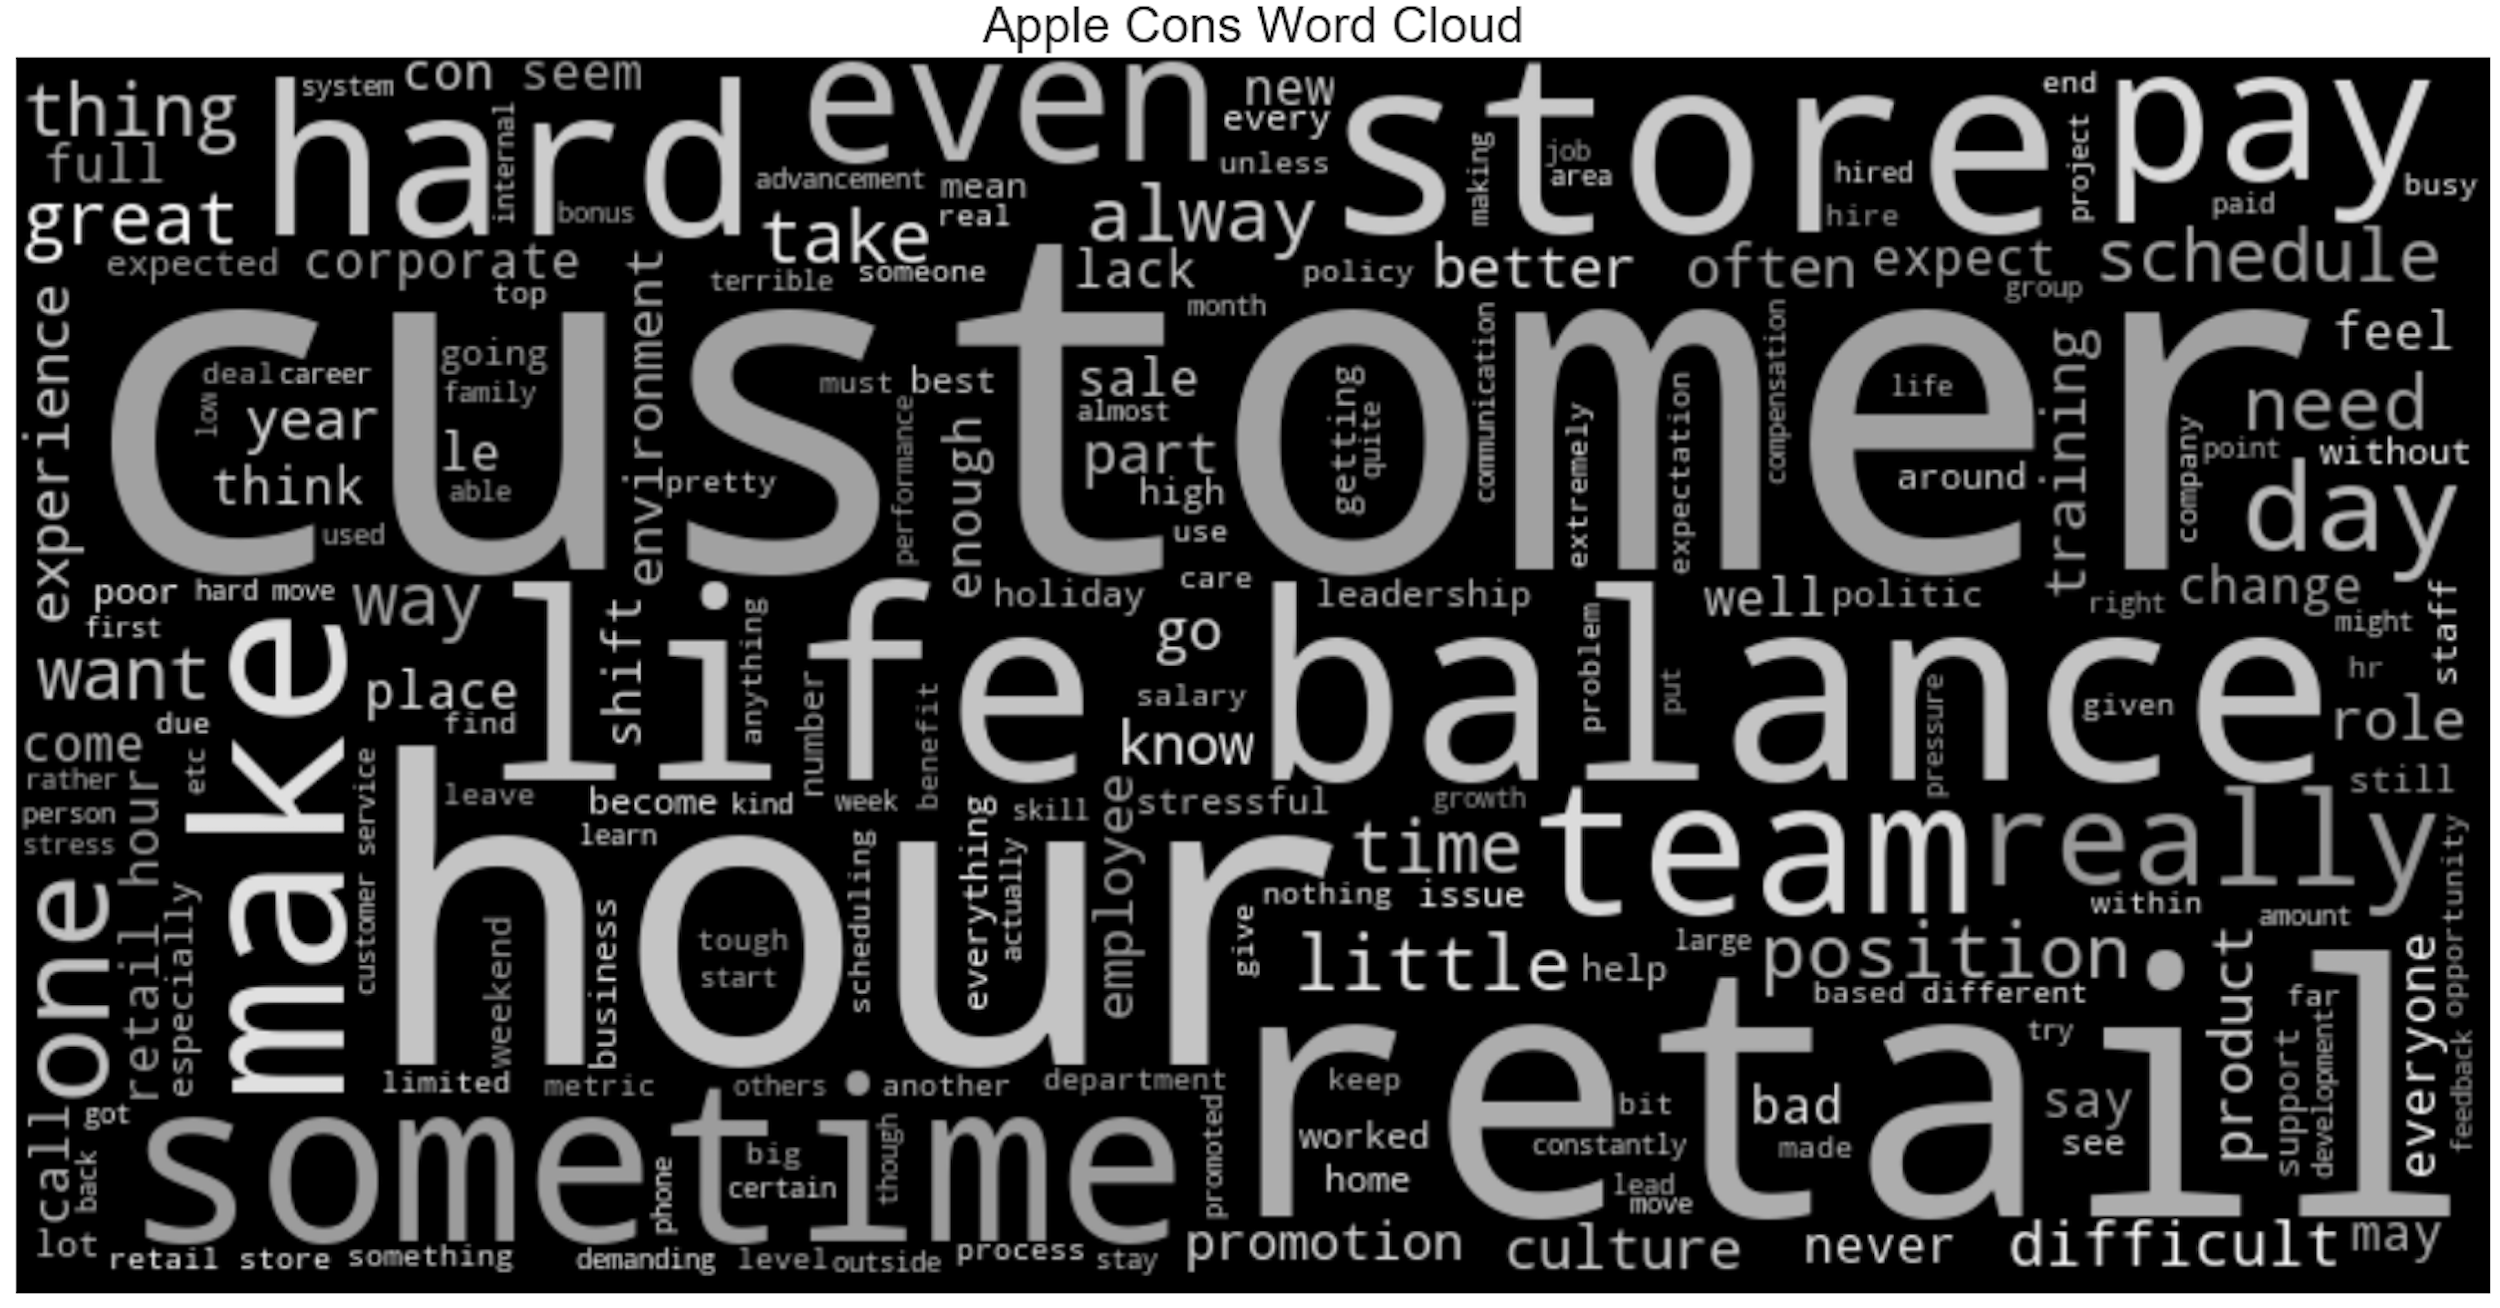 Apple Cons Word Cloud
thing
system
con
seem
even
new
end
pay
full
hard
internal
every
store
making
job
project
great
bonus
advancement
mean
unless
area
hired
busy
take
real
alway
hire
paid
expected
corporate
terrible
someone
lack
policy
better
often
expect
schedule
top
environment
month
group
experience
customer
feel
deal
career
going
family
must
best
sale
getting
quite
communication
compensation
life
training
low
year
almost
extremely
expectation
need
think
le
able
pretty
performance
enough
part
high
around
company
point
without
used
use
day
poor
hard move
way
holiday
care
leadership
well
politic
right
change
first
shift
anything
life balance
go
problem
might
staff
want
make
place
number
benefit
salary
put
hr
due
find
know
pressure
given
role
come
etc
rather
retail hour
customer service
leave
become
kind
week
skill
stressful
growth
still
person
learn
employee
team
really
stress
hour
scheduling
everything
actually
time
opportunity
one
especially
weekend
business
tough
start
give
nothing
issue
within
amount
little
help
large
position
product
everyone
based
different
far
limited
metric
others
another
department
keep
retail
try
support
development
feedback
call
got
sometime
promoted
worked
bit
bad
say
back
phone
big
though
constantly
made
see
certain
home
lead
move
lot
retail store
something
demanding
level
outside
process
stay
promotion
culture
never
difficult
may